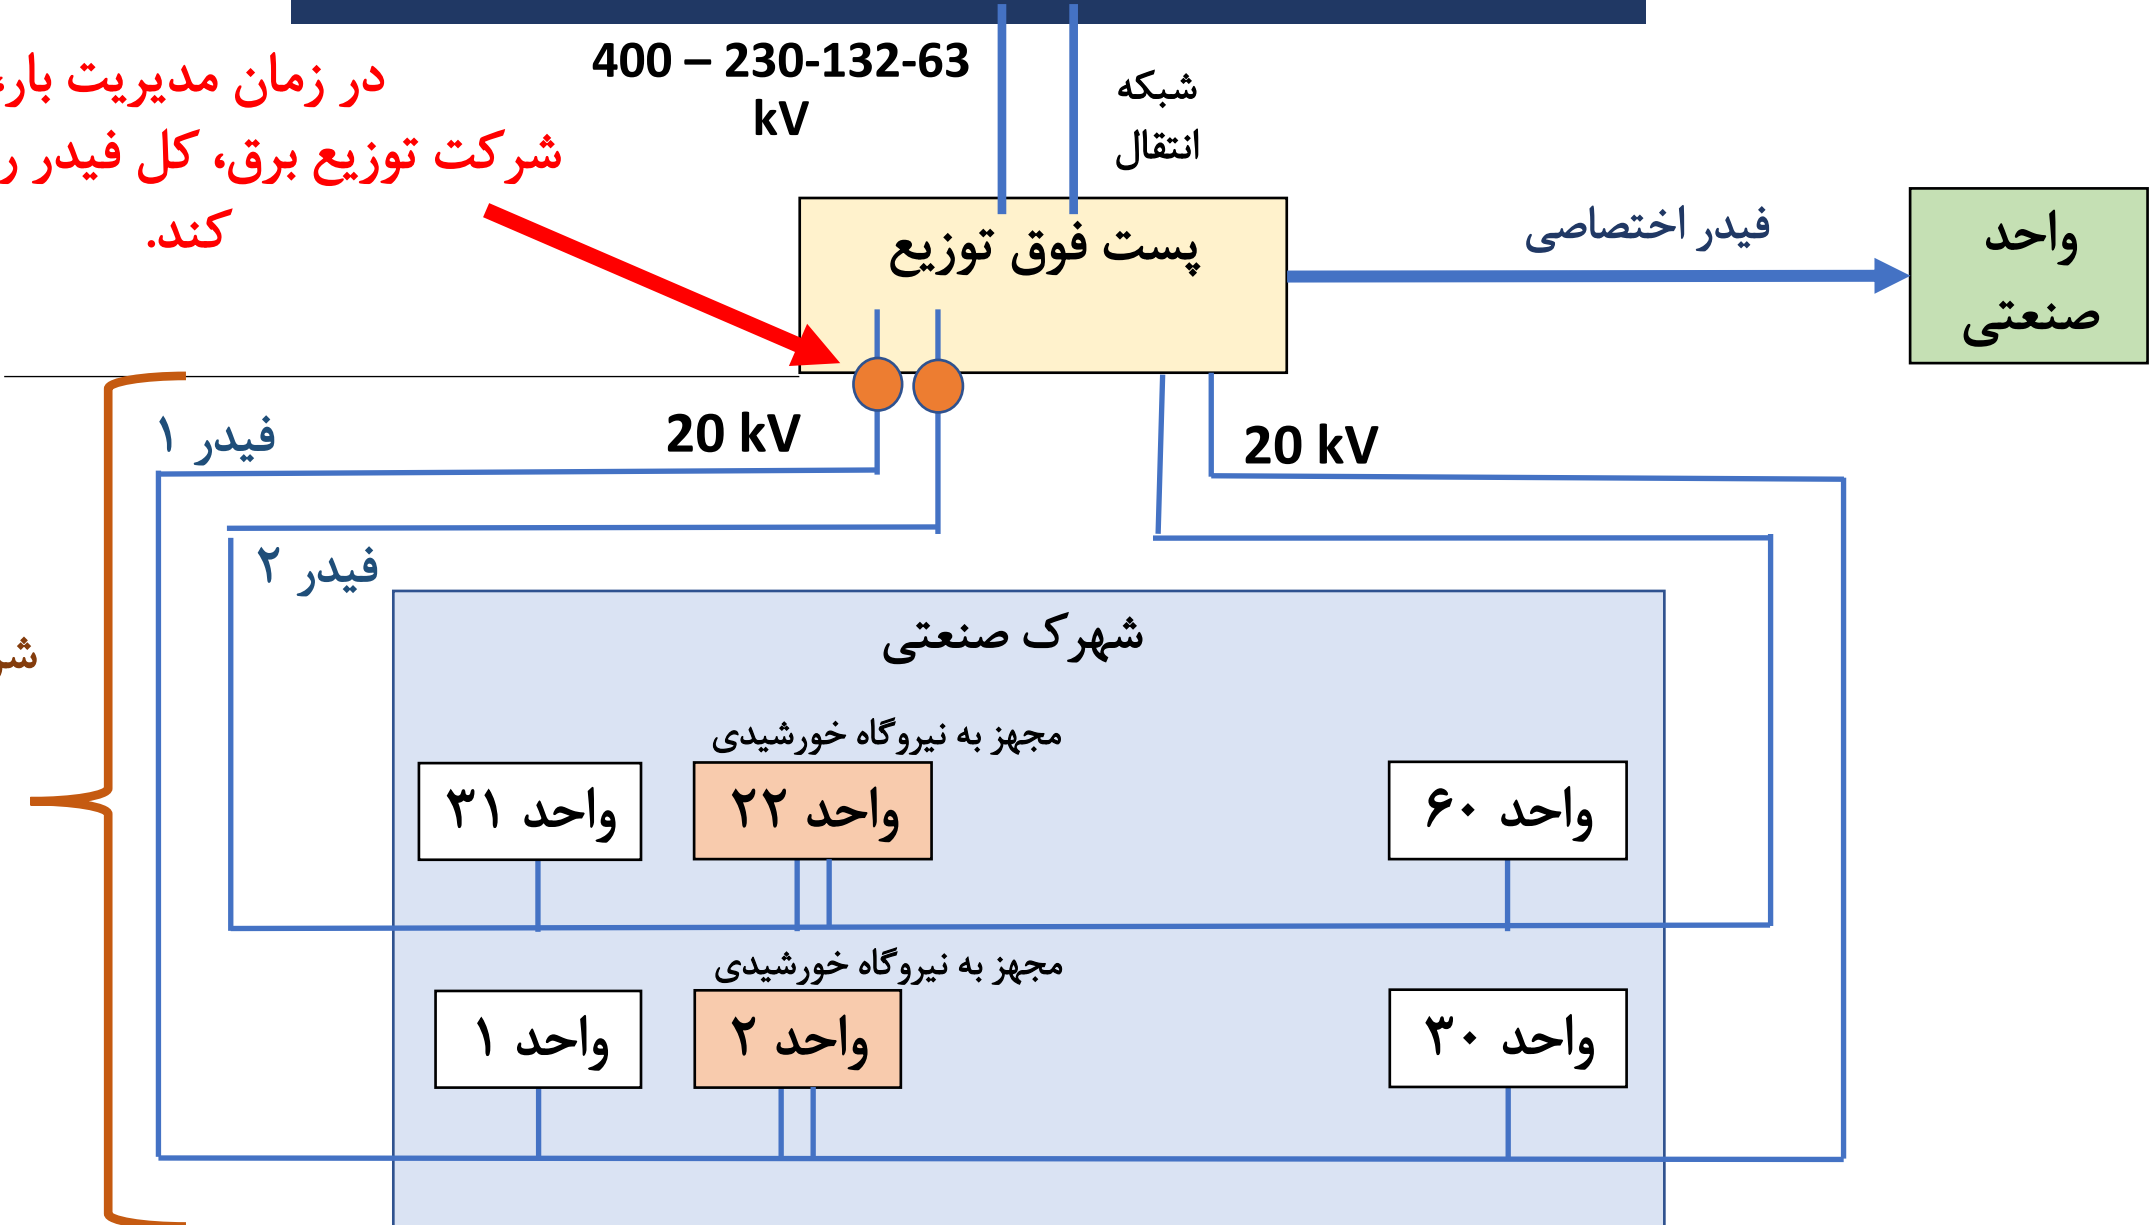 400 – 230-132-63
kV
شبکه
انتقال
در زمان مدیریت بار،
شرکت توزیع برق، کل فیدر
کند.
پست فوق توزیع
فیدر اختصاصی
واحد
صنعتی
فیدر ۱
20 kV
20 kV
فیدر ۲
شهرک صنعتی
مجهز به نیروگاه خورشیدی
واحد ۳۱
واحد ۲۲
واحد ۶۰
مجهز به نیروگاه خورشیدی
واحد ۱
واحد ۲
واحد ۳۰